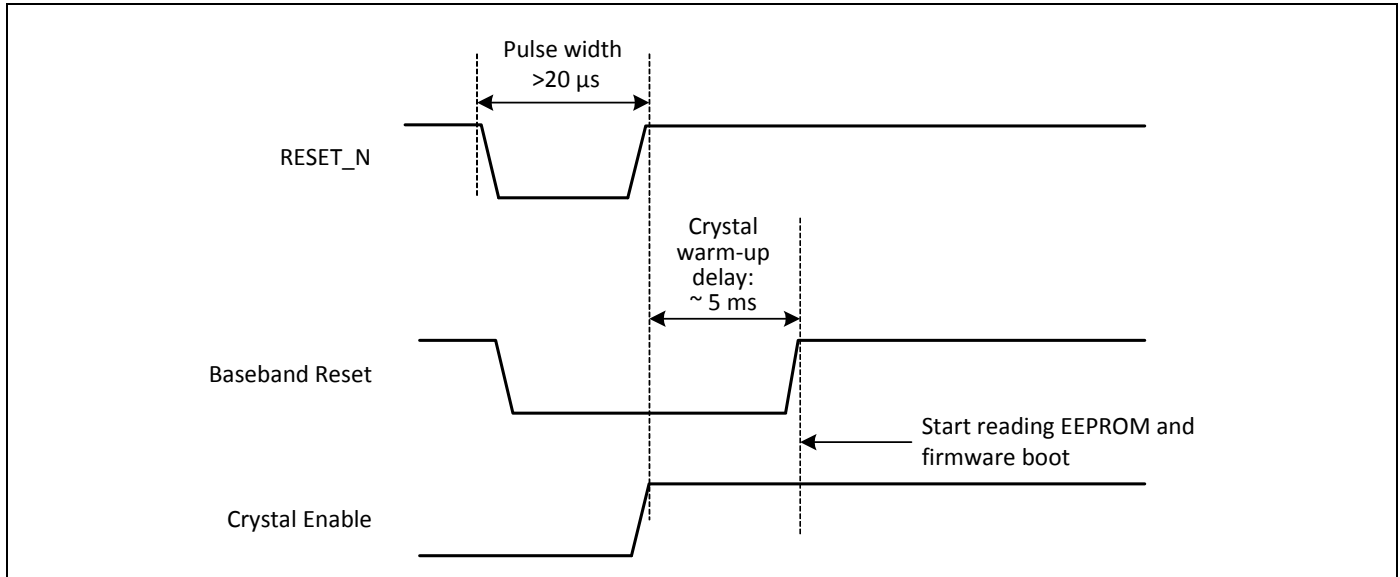 Pulse width
>20 µs
RESET_N
Crystal
warm-up
delay:
~ 5 ms
Baseband Reset
Start reading EEPROM and
firmware boot
Crystal Enable